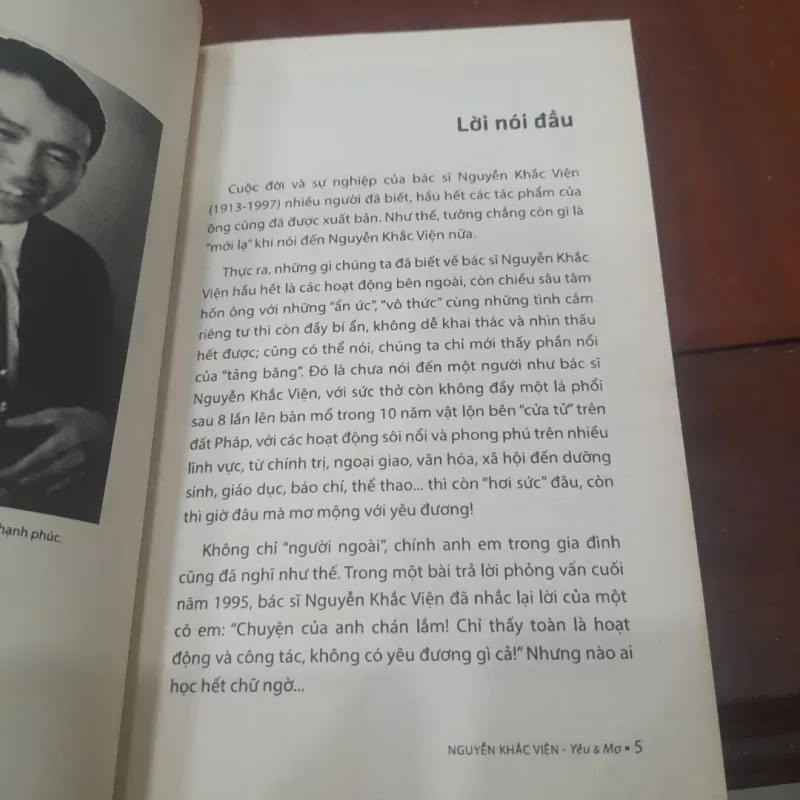 Lời nói đầu
Cuộc đời và sự nghiệp của bác sĩ Nguyễn Khắc Viện
(1913-1997) nhiều người đã biết, hầu hết các tác phẩm của
ông cũng đã được xuất bản. Như thế, tưởng chẳng còn gì là
"mới lạ" khi nói đến Nguyễn Khắc Viện nữa.
Thực ra, những gì chúng ta đã biết về bác sĩ Nguyễn Khắc
Viện hầu hết là các hoạt động bên ngoài, còn chiều sâu tâm
hồn ông với những "ẩn ức", "vô thức" cùng những tình cảm
riêng tư thì còn đầy bí ẩn, không dễ khai thác và nhìn thấu
hết được; cũng có thể nói, chúng ta chỉ mới thấy phần nổi
của "tảng băng". Đó là chưa nói đến một người như bác sĩ
Nguyễn Khắc Viện, với sức thở còn không đầy một lá phổi
sau 8 lần lên bàn mổ trong 10 năm vật lộn bên "cửa tử" trên
đất Pháp, với các hoạt động sôi nổi và phong phú trên nhiều
lĩnh vực, từ chính trị, ngoại giao, văn hóa, xã hội đến dưỡng
sinh, giáo dục, báo chí, thể thao... thì còn "hơi sức" đâu, còn
thì giờ đâu mà mơ mộng với yêu đương!
Không chỉ "người ngoài", chính anh em trong gia đình
cũng đã nghĩ như thế. Trong một bài trả lời phỏng vấn cuối
năm 1995, bác sĩ Nguyễn Khắc Viện đã nhắc lại lời của một
cô em: "Chuyện của anh chán lắm! Chỉ thấy toàn là hoạt
động và công tác, không có yêu đương gì cả!" Nhưng nào ai
học hết chữ ngờ...
NGUYỄN KHẮC VIỆN - Yêu & Mơ • 5
hạnh phúc.